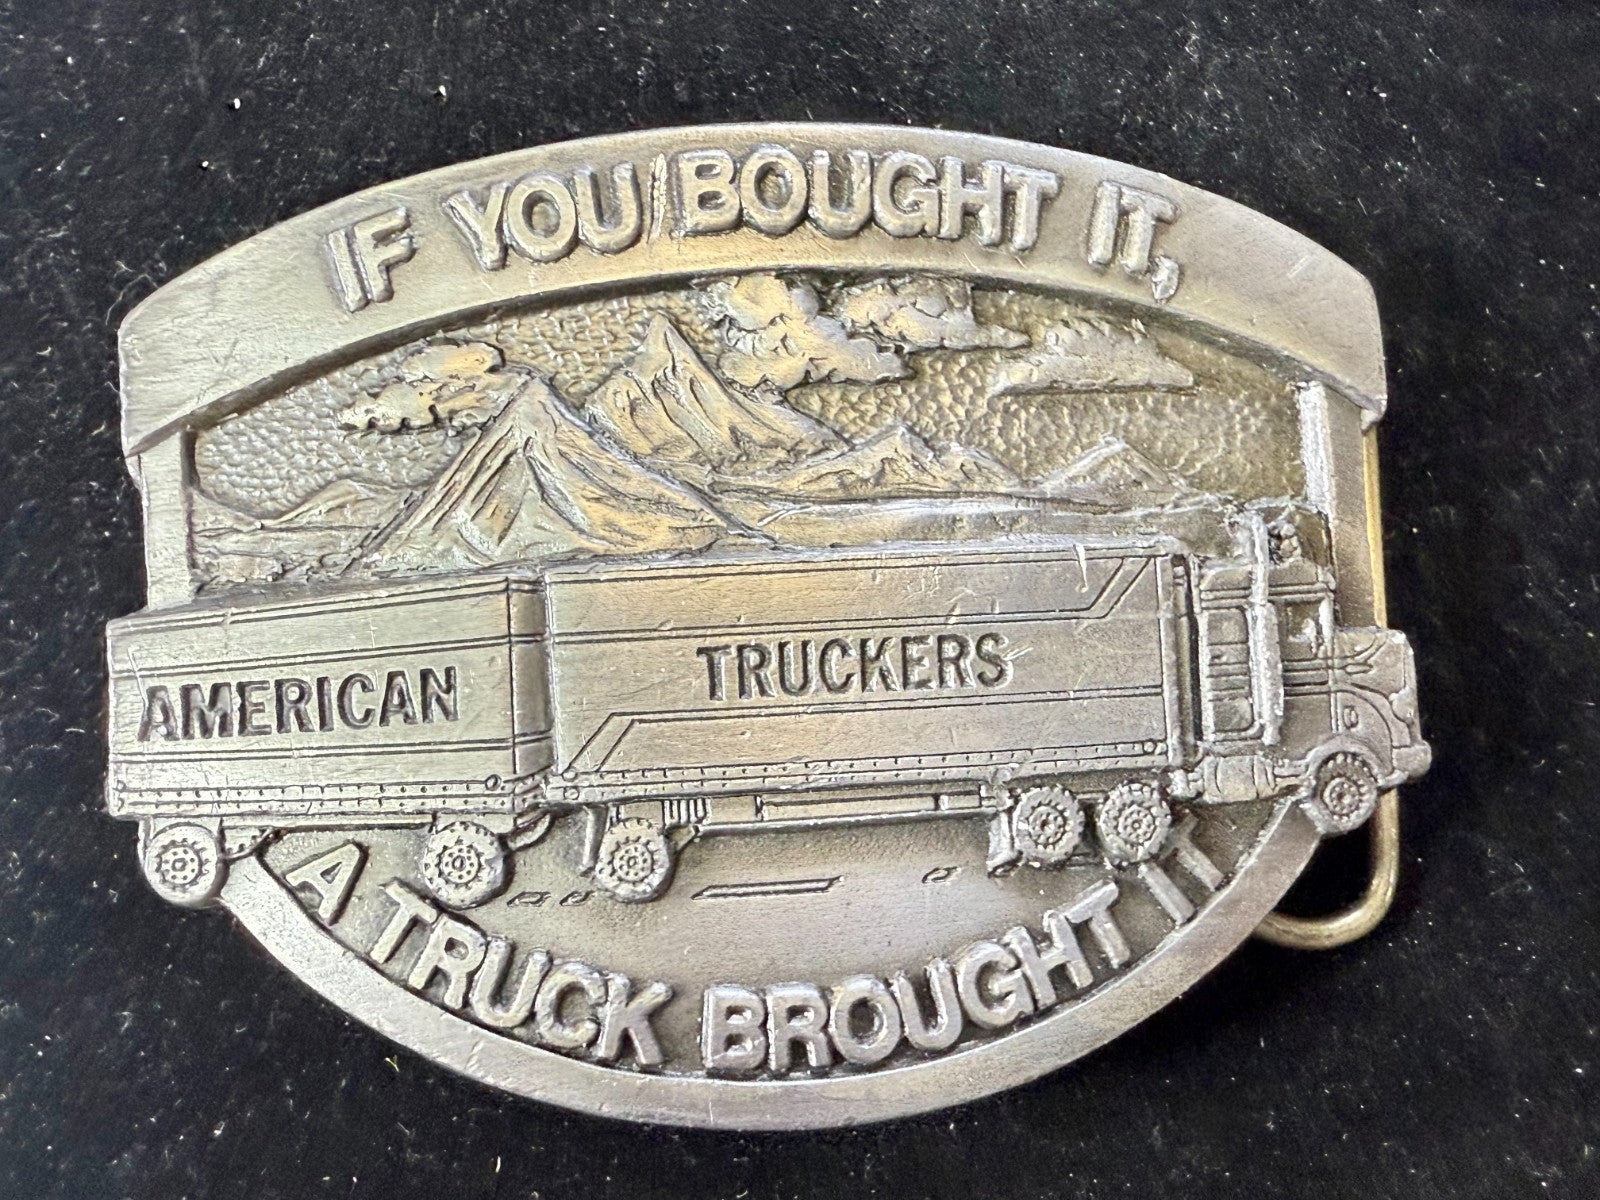 IF YOU BOUGHT IT,
AMERICAN TRUCKERS
A TRUCK BROUGHT IT